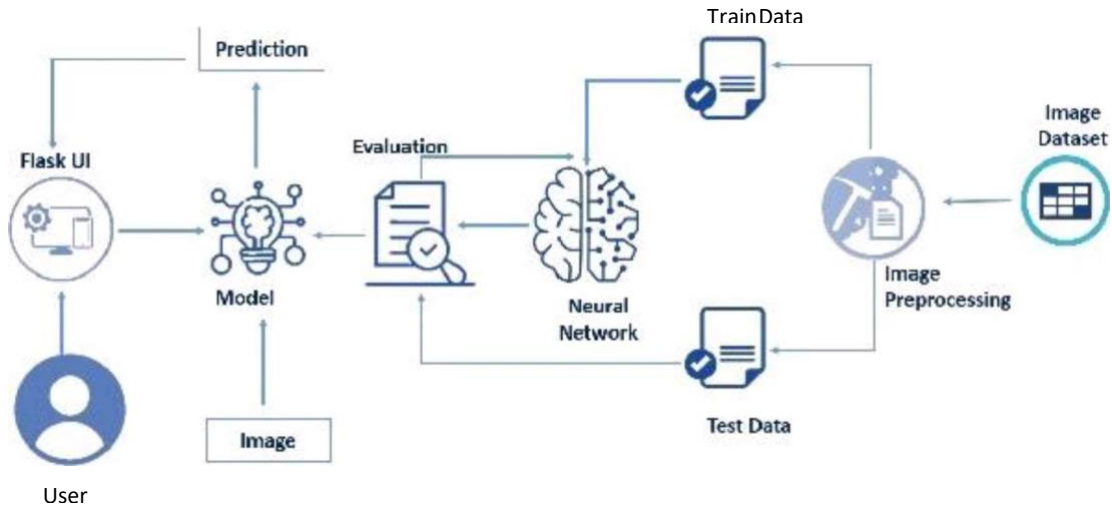 TrainData
Prediction
Image
Dataset
Evaluation
Flask UI
Image
Preprocessing
Model
Neural
Network
Test Data
Image
User